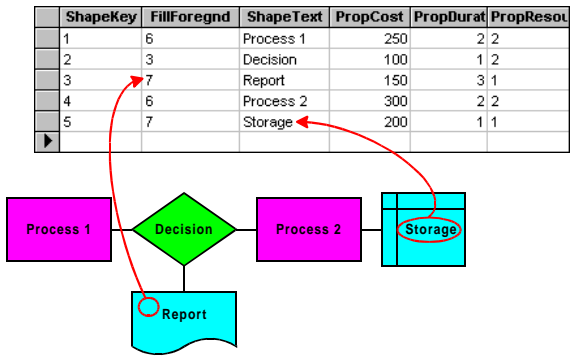 ShapeKey FillForegnd ShapeText PropCost PropDurat PropResou
1 6 Process 1 250 2 2
2 3 Decision 100 1 2
3 7 Report 150 3 1
4 6 Process 2 300 2 2
5 7 Storage 200 1 1
Process 1 Decision Process 2 Storage
Report